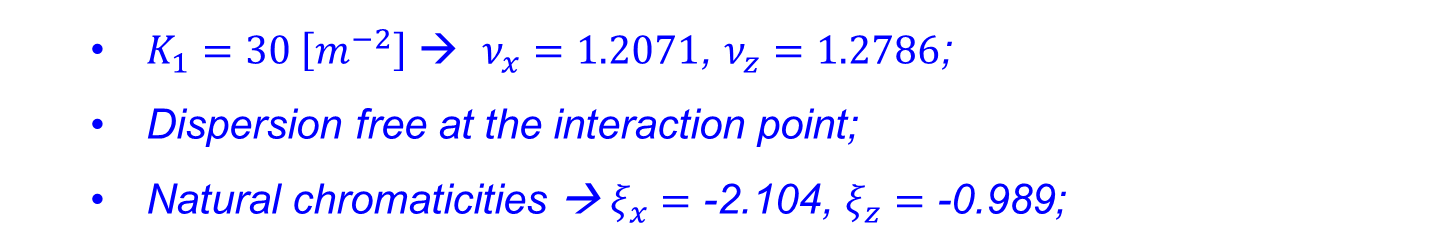 • K₁ = 30 [m⁻²] → νₓ = 1.2071, ν_z = 1.2786;
• Dispersion free at the interaction point;
• Natural chromaticities → ξₓ = -2.104, ξ_z = -0.989;